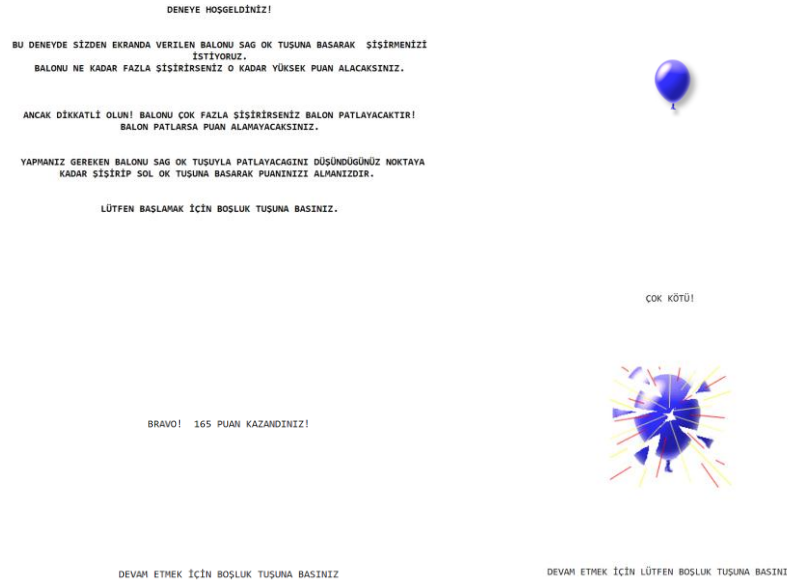 DENEYE HOŞGELDİNİZ!
BU DENEYDE SİZDEN EKRANDA VERILEN BALONU SAG OK TUŞUNA BASARAK ŞİŞİRMENİZİ
İSTİYORUZ.
BALONU NE KADAR FAZLA ŞİŞİRİRSENİZ O KADAR YÜKSEK PUAN ALACAKSINIZ.
ANCAK DİKKATLİ OLUN! BALONU ÇOK FAZLA ŞİŞİRİRSENİZ BALON PATLAYACAKTIR!
BALON PATLARSA PUAN ALAMAYACAKSINIZ.
YAPMANIZ GEREKEN BALONU SAG OK TUŞUYLA PATLAYACAGINI DÜŞÜNDÜGÜNÜZ NOKTAYA
KADAR ŞİŞİRİP SOL OK TUŞUNA BASARAK PUANINIZI ALMANIZDIR.
LÜTFEN BAŞLAMAK İÇİN BOŞLUK TUŞUNA BASINIZ.
ÇOK KÖTÜ!
BRAVO! 165 PUAN KAZANDINIZ!
DEVAM ETMEK İÇİN BOŞLUK TUŞUNA BASINIZ
DEVAM ETMEK İÇİN LÜTFEN BOŞLUK TUŞUNA BASINI